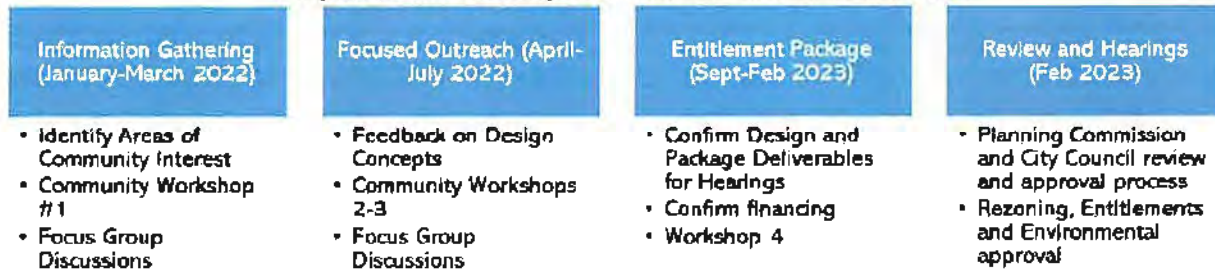 Information Gathering
(January-March 2022)
• Identify Areas of
Community Interest
• Community Workshop
#1
• Focus Group
Discussions
Focused Outreach (April-
July 2022)
• Feedback on Design
Concepts
• Community Workshops
2-3
• Focus Group
Discussions
Entitlement Package
(Sept-Feb 2023)
• Confirm Design and
Package Deliverables
for Hearings
• Confirm financing
• Workshop 4
Review and Hearings
(Feb 2023)
• Planning Commission
and City Council review
and approval process
• Rezoning, Entitlements
and Environmental
approval